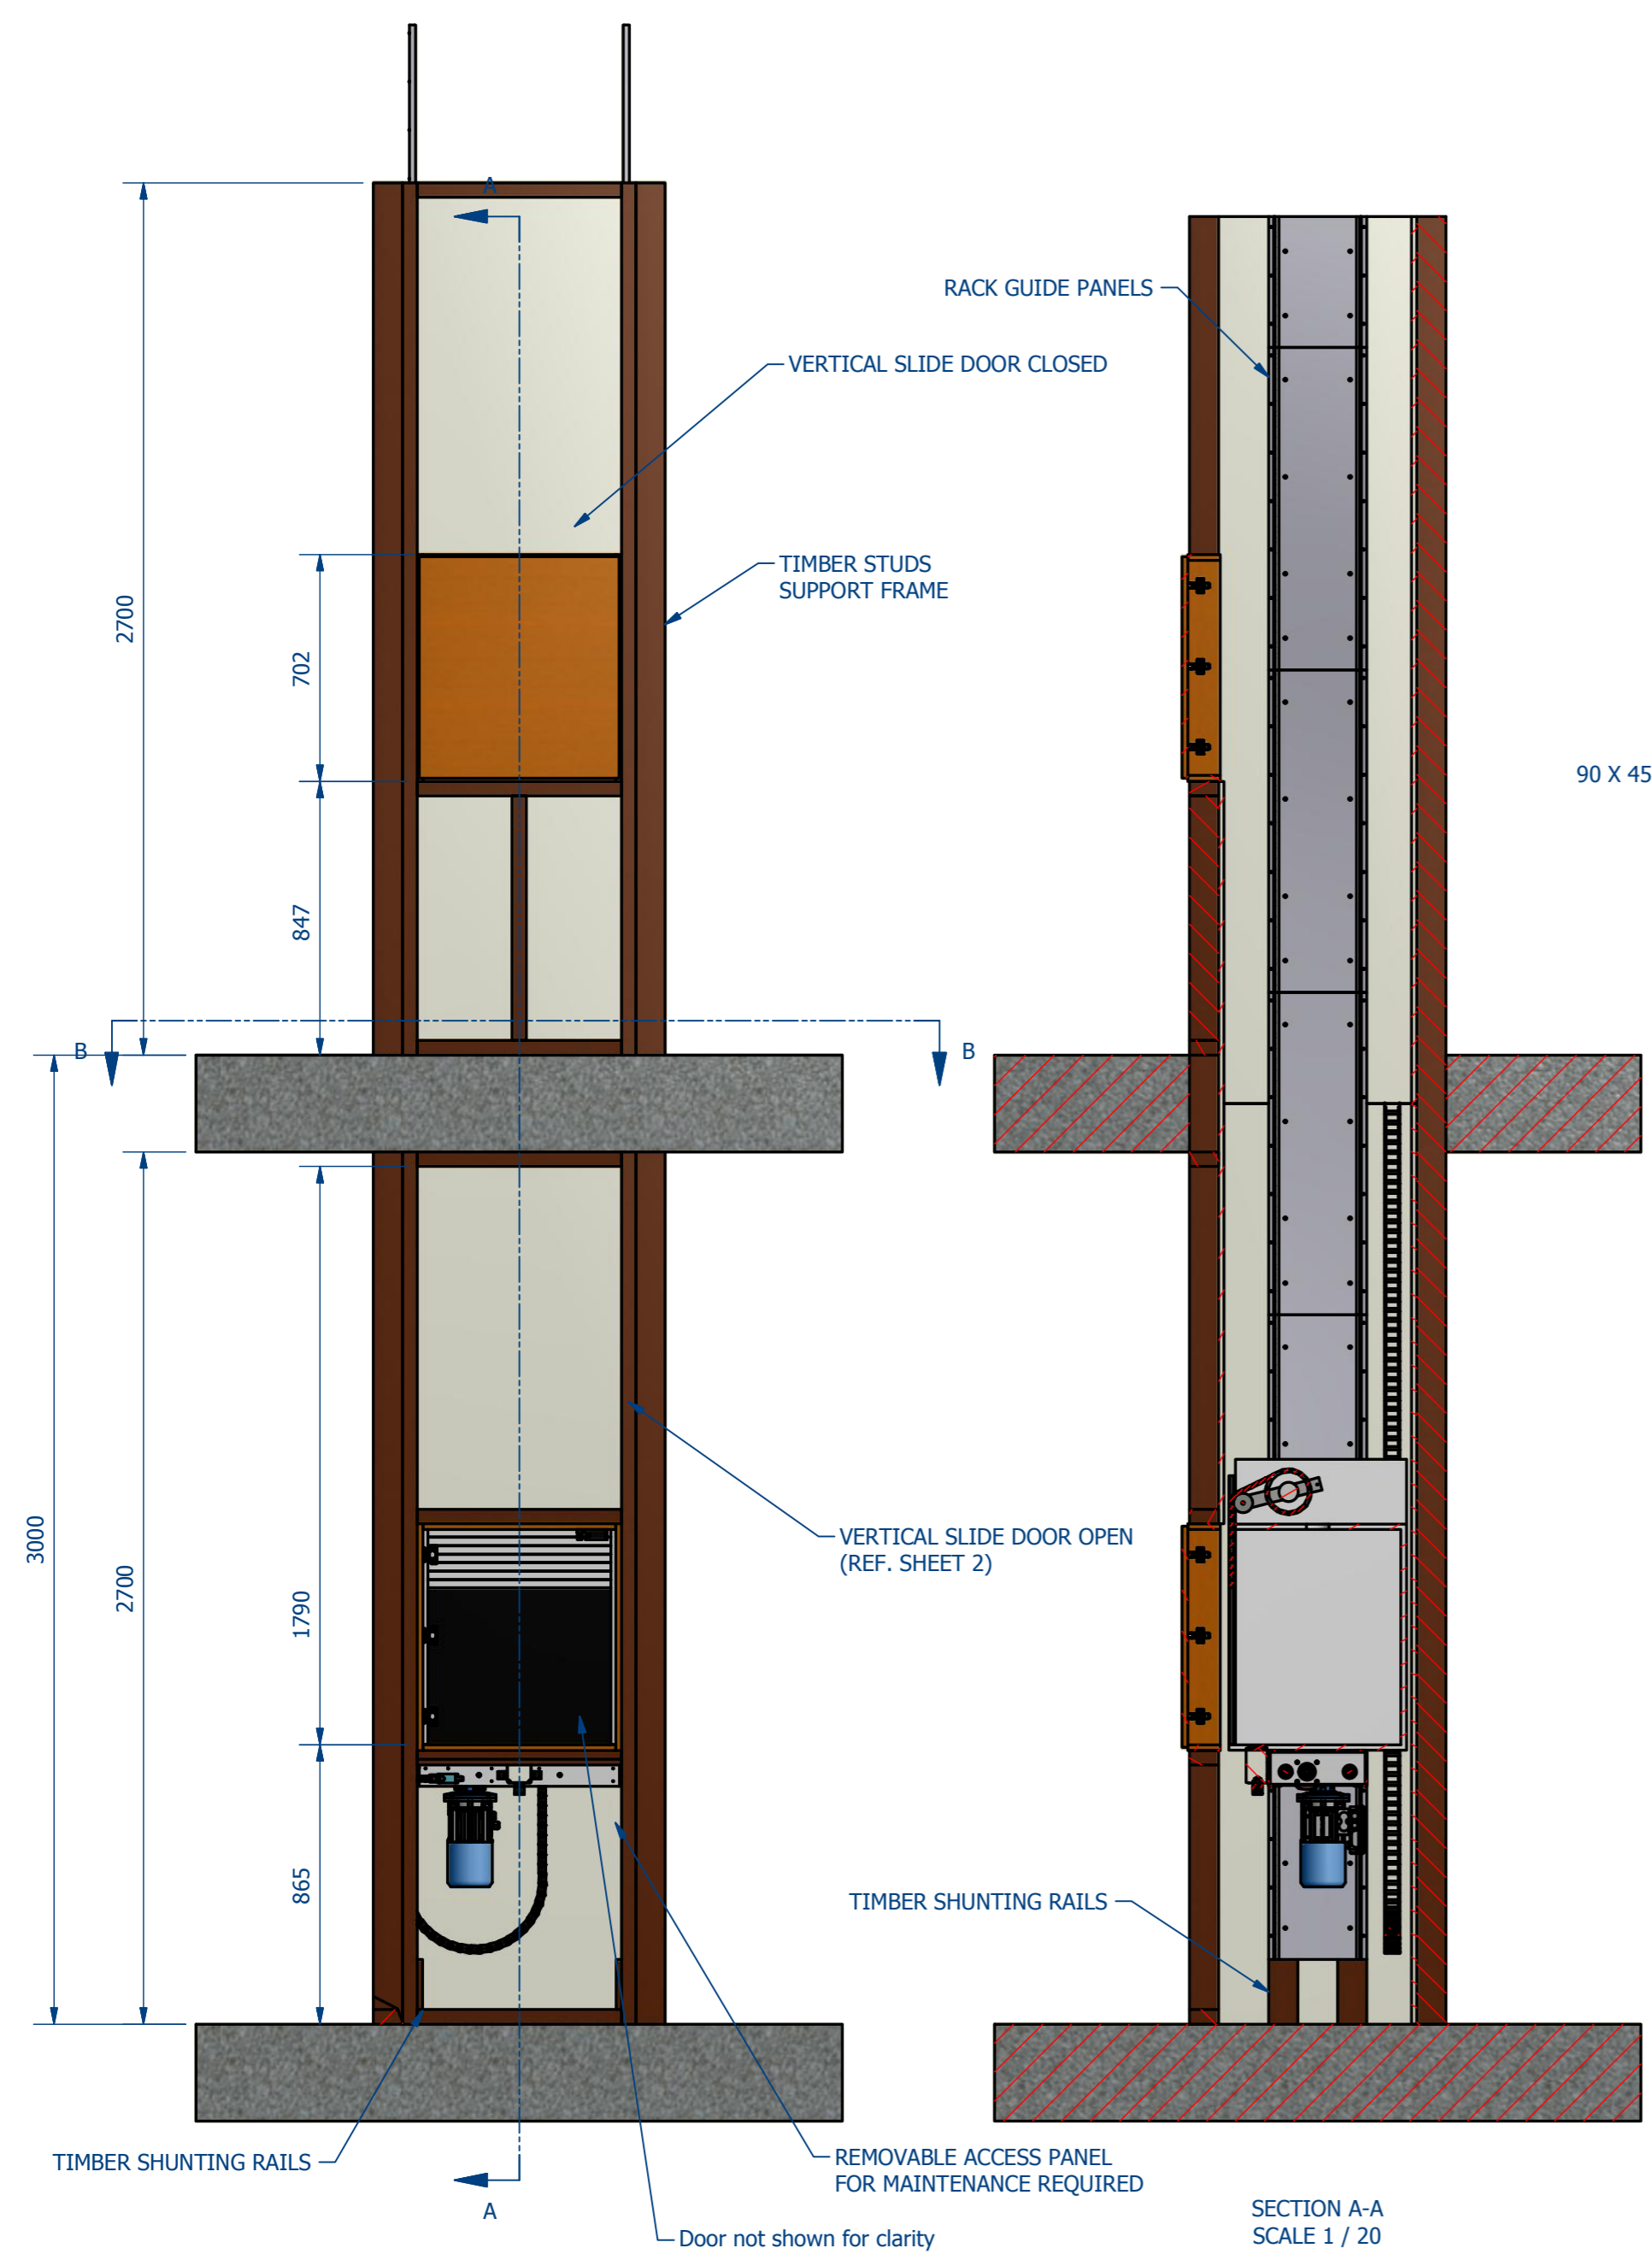 A
RACK GUIDE PANELS
VERTICAL SLIDE DOOR CLOSED
TIMBER STUDS
SUPPORT FRAME
2700
702
90 X 45
847
B
B
3000
2700
1790
VERTICAL SLIDE DOOR OPEN
(REF. SHEET 2)
865
TIMBER SHUNTING RAILS
TIMBER SHUNTING RAILS
REMOVABLE ACCESS PANEL
FOR MAINTENANCE REQUIRED
A
Door not shown for clarity
SECTION A-A
SCALE 1 / 20